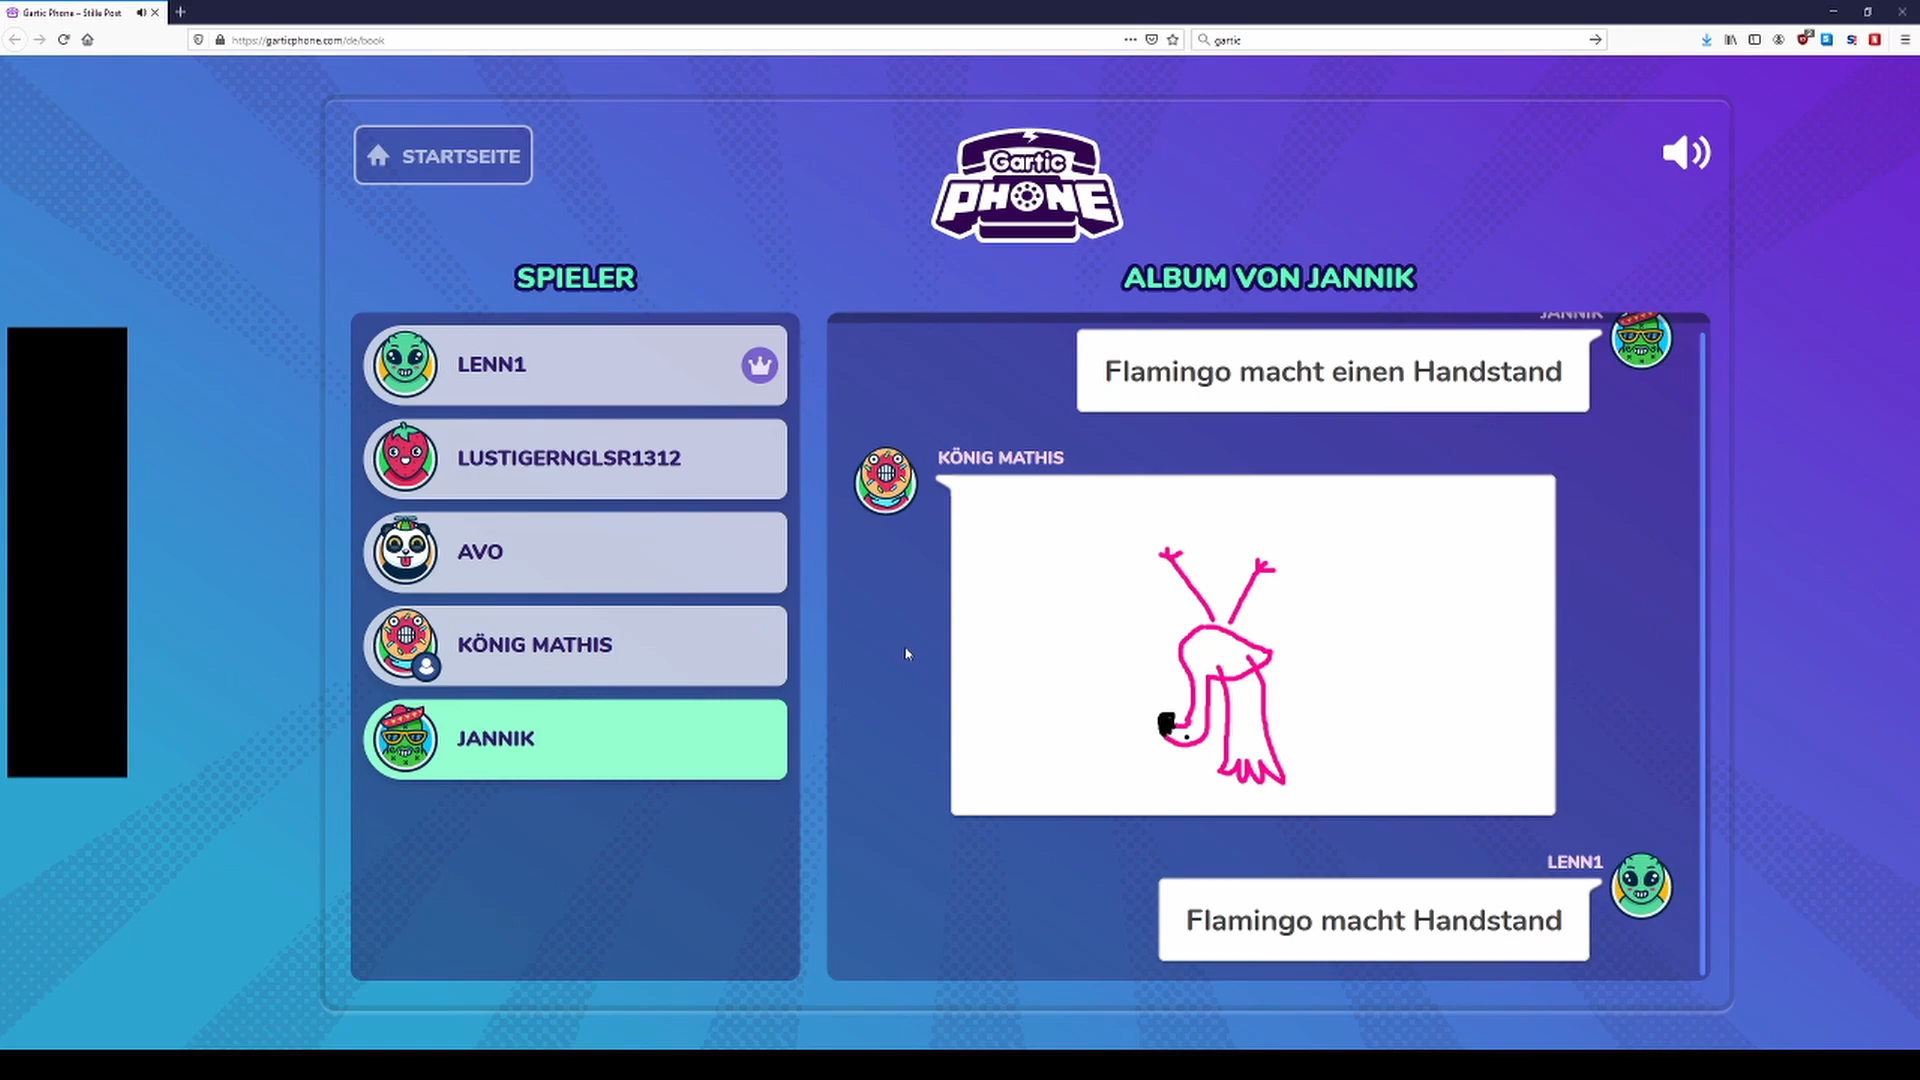 Gartic Phone – Stille Post
https://garticphone.com/de/book
gartic
STARTSEITE
Gartic
PHONE
SPIELER
ALBUM VON JANNIK
LENN1
LUSTIGERNGLSR1312
AVO
KÖNIG MATHIS
JANNIK
JANNIK
Flamingo macht einen Handstand
KÖNIG MATHIS
LENN1
Flamingo macht Handstand